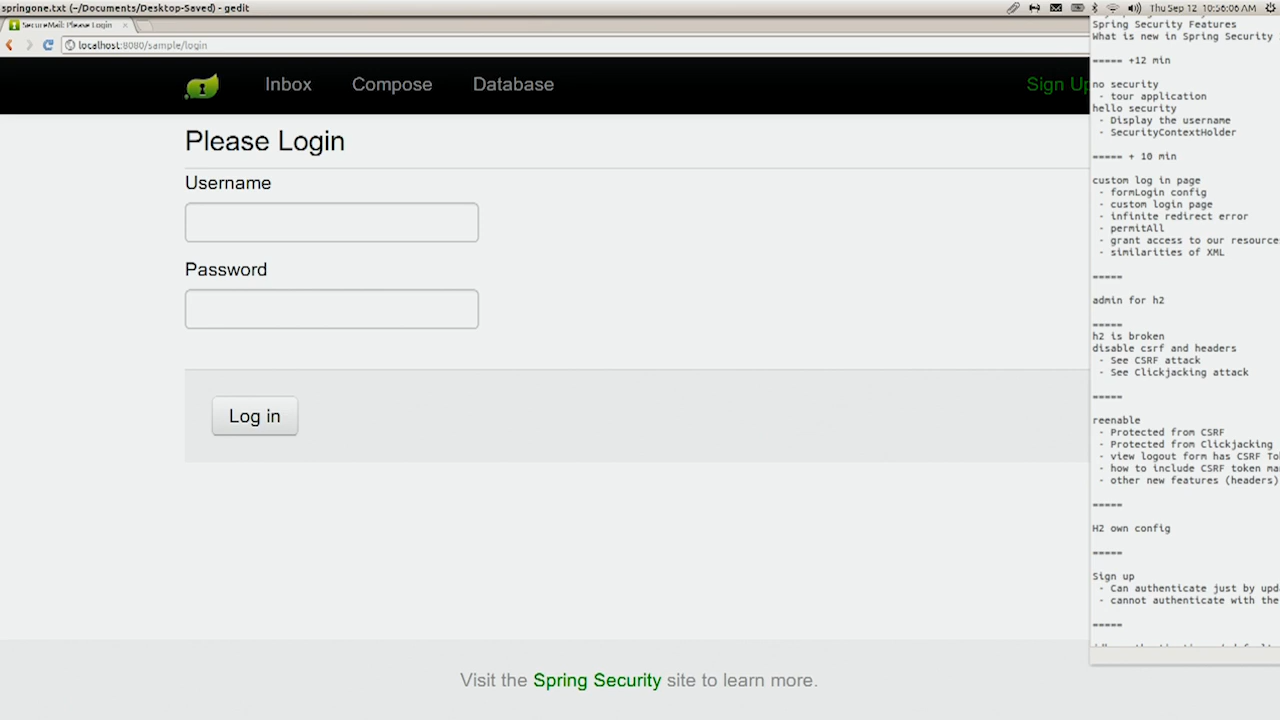 springone.txt (~/Documents/Desktop-Saved) - gedit
Thu Sep 12 10:56:06 AM
SecureMail: Please Login
localhost:8080/sample/login
Inbox Compose Database Sign Up
Please Login
Username
Password
Log in
Visit the Spring Security site to learn more.
Spring Security Features
What is new in Spring Security
===== +12 min
no security
- tour application
hello security
- Display the username
- SecurityContextHolder
===== + 10 min
custom log in page
- formLogin config
- custom login page
- infinite redirect error
- permitAll
- grant access to our resource
- similarities of XML
=====
admin for h2
=====
h2 is broken
disable csrf and headers
- See CSRF attack
- See Clickjacking attack
=====
reenable
- Protected from CSRF
- Protected from Clickjacking
- view logout form has CSRF To
- how to include CSRF token ma
- other new features (headers)
=====
H2 own config
=====
Sign up
- Can authenticate just by upd
- cannot authenticate with the
=====